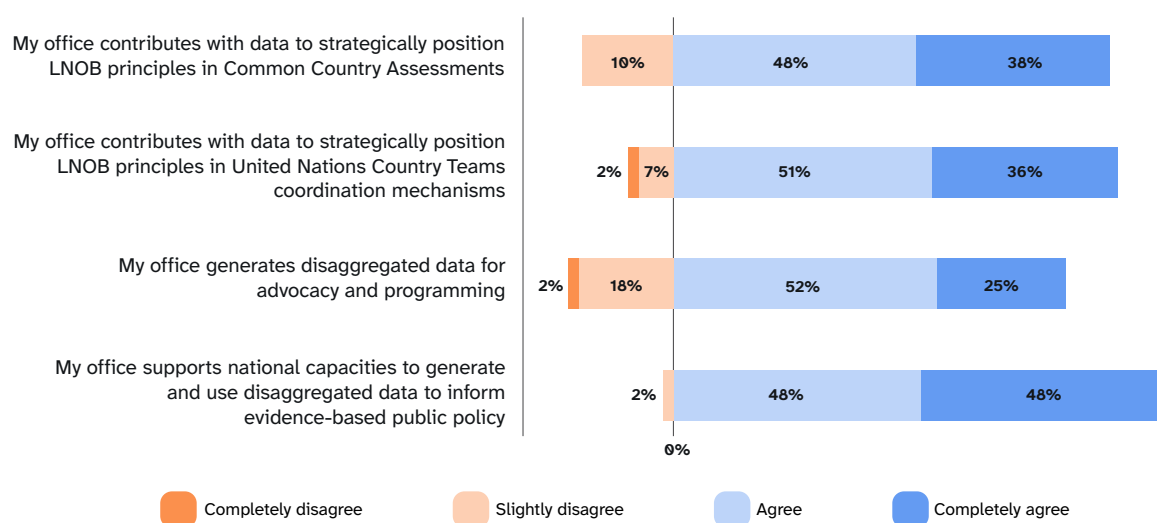 My office contributes with data to strategically position
LNOB principles in Common Country Assessments
10%
48%
38%
My office contributes with data to strategically position
LNOB principles in United Nations Country Teams
coordination mechanisms
2%
7%
51%
36%
My office generates disaggregated data for
advocacy and programming
2%
18%
52%
25%
My office supports national capacities to generate
and use disaggregated data to inform
evidence-based public policy
2%
48%
48%
0%
Completely disagree
Slightly disagree
Agree
Completely agree